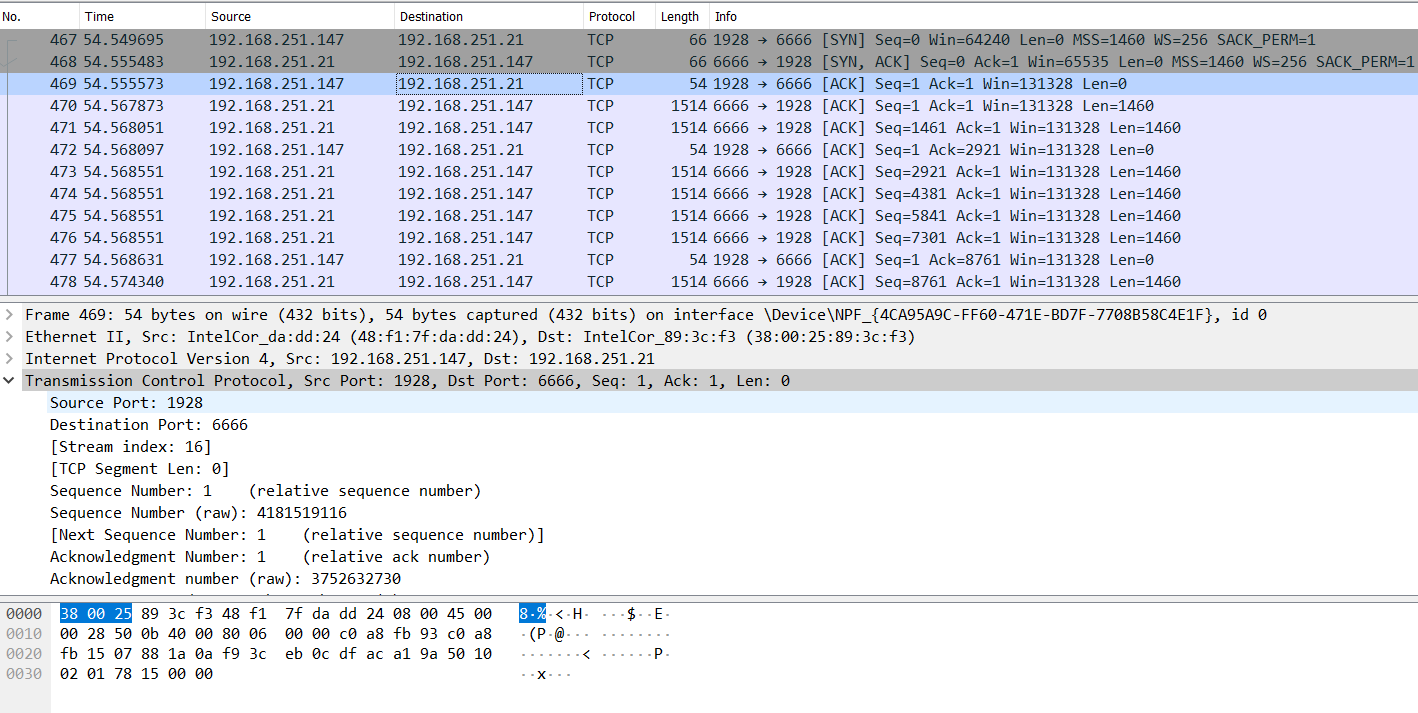 No. Time Source Destination Protocol Length Info
467 54.549695 192.168.251.147 192.168.251.21 TCP 66 1928 → 6666 [SYN] Seq=0 Win=64240 Len=0 MSS=1460 WS=256 SACK_PERM=1
468 54.555483 192.168.251.21 192.168.251.147 TCP 66 6666 → 1928 [SYN, ACK] Seq=0 Ack=1 Win=65535 Len=0 MSS=1460 WS=256 SACK_PERM=1
469 54.555573 192.168.251.147 192.168.251.21 TCP 54 1928 → 6666 [ACK] Seq=1 Ack=1 Win=131328 Len=0
470 54.567873 192.168.251.21 192.168.251.147 TCP 1514 6666 → 1928 [ACK] Seq=1 Ack=1 Win=131328 Len=1460
471 54.568051 192.168.251.21 192.168.251.147 TCP 1514 6666 → 1928 [ACK] Seq=1461 Ack=1 Win=131328 Len=1460
472 54.568097 192.168.251.147 192.168.251.21 TCP 54 1928 → 6666 [ACK] Seq=1 Ack=2921 Win=131328 Len=0
473 54.568551 192.168.251.21 192.168.251.147 TCP 1514 6666 → 1928 [ACK] Seq=2921 Ack=1 Win=131328 Len=1460
474 54.568551 192.168.251.21 192.168.251.147 TCP 1514 6666 → 1928 [ACK] Seq=4381 Ack=1 Win=131328 Len=1460
475 54.568551 192.168.251.21 192.168.251.147 TCP 1514 6666 → 1928 [ACK] Seq=5841 Ack=1 Win=131328 Len=1460
476 54.568551 192.168.251.21 192.168.251.147 TCP 1514 6666 → 1928 [ACK] Seq=7301 Ack=1 Win=131328 Len=1460
477 54.568631 192.168.251.147 192.168.251.21 TCP 54 1928 → 6666 [ACK] Seq=1 Ack=8761 Win=131328 Len=0
478 54.574340 192.168.251.21 192.168.251.147 TCP 1514 6666 → 1928 [ACK] Seq=8761 Ack=1 Win=131328 Len=1460
Frame 469: 54 bytes on wire (432 bits), 54 bytes captured (432 bits) on interface \Device\NPF_{4CA95A9C-FF60-471E-BD7F-7708B58C4E1F}, id 0
Ethernet II, Src: IntelCor_da:dd:24 (48:f1:7f:da:dd:24), Dst: IntelCor_89:3c:f3 (38:00:25:89:3c:f3)
Internet Protocol Version 4, Src: 192.168.251.147, Dst: 192.168.251.21
Transmission Control Protocol, Src Port: 1928, Dst Port: 6666, Seq: 1, Ack: 1, Len: 0
Source Port: 1928
Destination Port: 6666
[Stream index: 16]
[TCP Segment Len: 0]
Sequence Number: 1 (relative sequence number)
Sequence Number (raw): 4181519116
[Next Sequence Number: 1 (relative sequence number)]
Acknowledgment Number: 1 (relative ack number)
Acknowledgment number (raw): 3752632730
0000 38 00 25 89 3c f3 48 f1 7f da dd 24 08 00 45 00 8·%·<·H· ···$··E·
0010 00 28 50 0b 40 00 80 06 00 00 c0 a8 fb 93 c0 a8 ·(P·@··· ········
0020 fb 15 07 88 1a 0a f9 3c eb 0c df ac a1 9a 50 10 ·······< ······P·
0030 02 01 78 15 00 00 ··x···